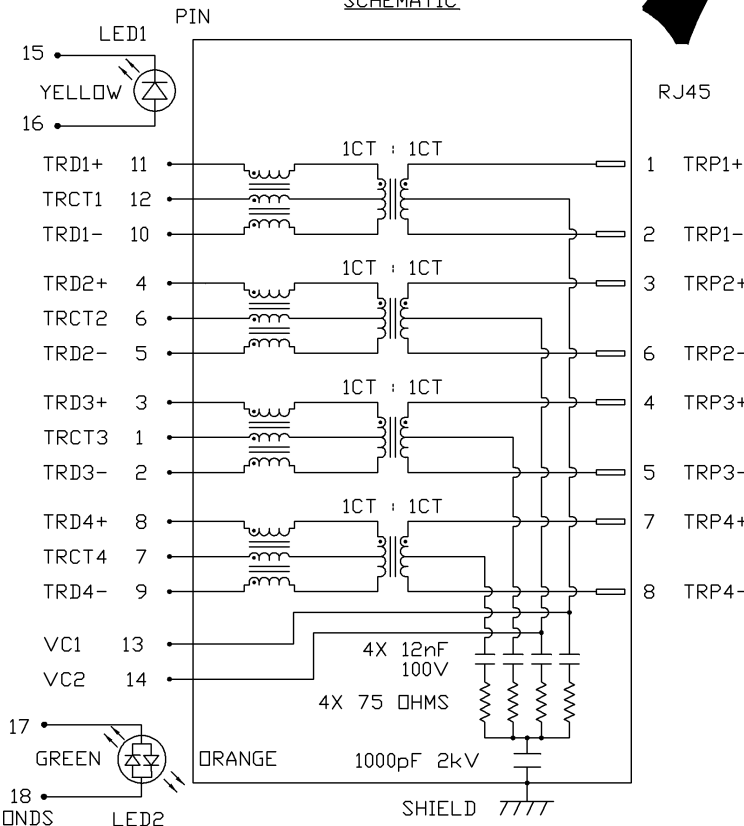 SCHEMATIC
PIN
LED1
15
YELLOW
16
RJ45
1CT : 1CT
TRD1+ 11
1 TRP1+
TRCT1 12
TRD1- 10
2 TRP1-
1CT : 1CT
TRD2+ 4
3 TRP2+
TRCT2 6
TRD2- 5
6 TRP2-
1CT : 1CT
TRD3+ 3
4 TRP3+
TRCT3 1
TRD3- 2
5 TRP3-
1CT : 1CT
TRD4+ 8
7 TRP4+
TRCT4 7
TRD4- 9
8 TRP4-
VC1 13
VC2 14
4X 12nF
100V
4X 75 OHMS
17
GREEN
ORANGE
1000pF 2kV
18
ONDS
LED2
SHIELD